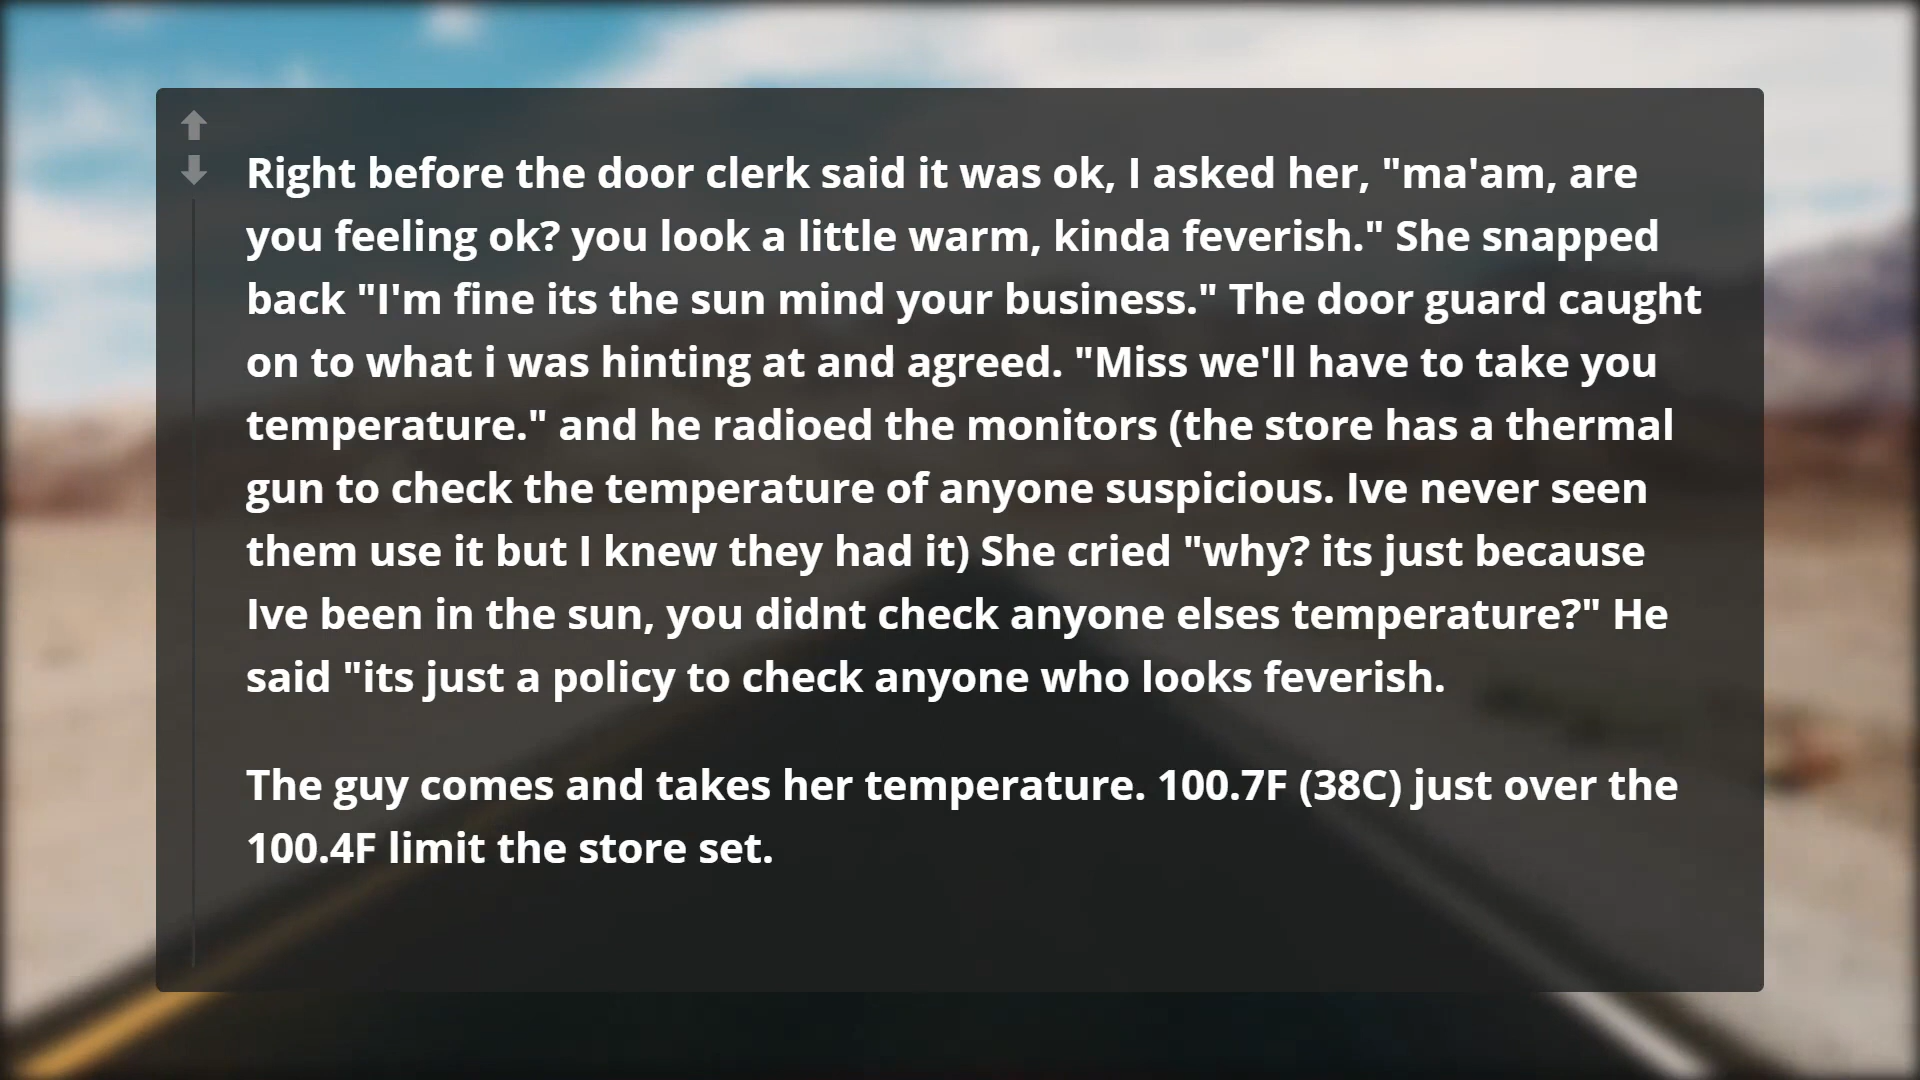 Right before the door clerk said it was ok, I asked her, "ma'am, are
you feeling ok? you look a little warm, kinda feverish." She snapped
back "I'm fine its the sun mind your business." The door guard caught
on to what i was hinting at and agreed. "Miss we'll have to take you
temperature." and he radioed the monitors (the store has a thermal
gun to check the temperature of anyone suspicious. Ive never seen
them use it but I knew they had it) She cried "why? its just because
Ive been in the sun, you didnt check anyone elses temperature?" He
said "its just a policy to check anyone who looks feverish.
The guy comes and takes her temperature. 100.7F (38C) just over the
100.4F limit the store set.